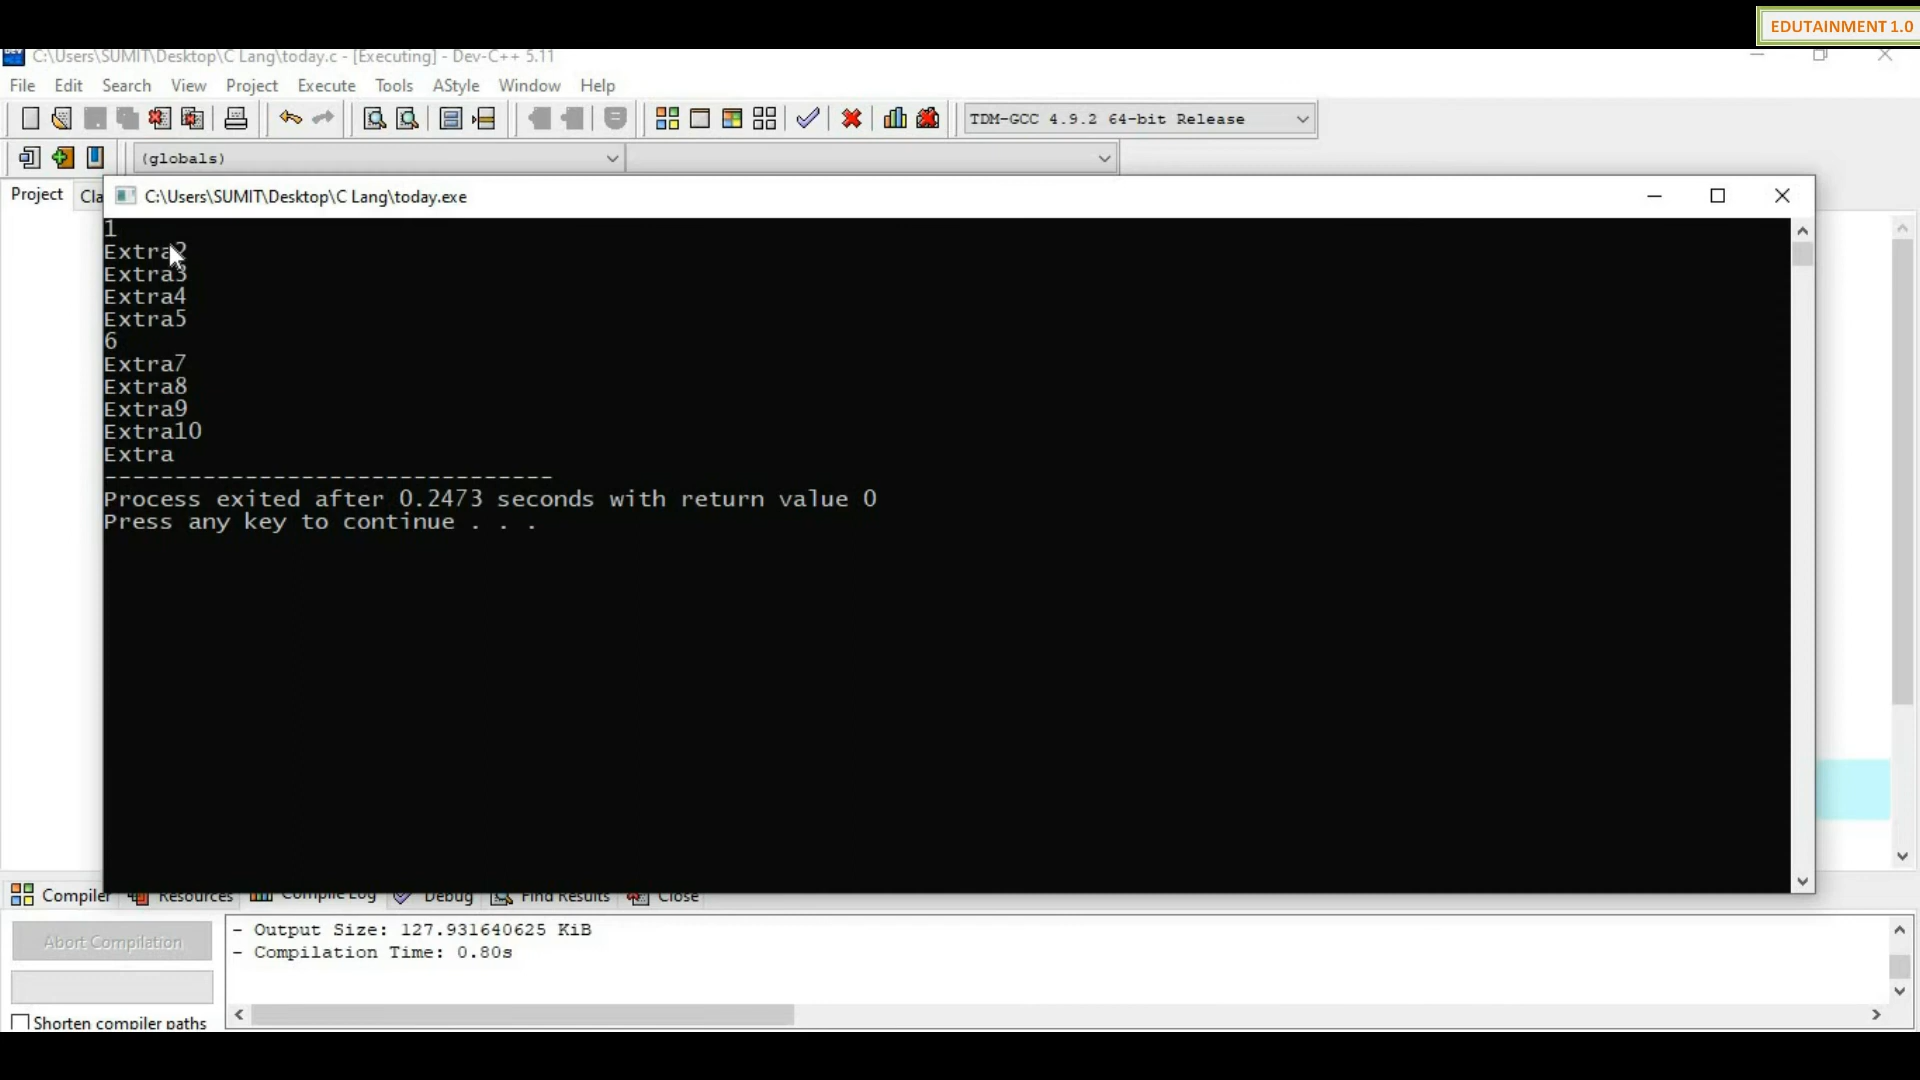 EDUTAINMENT 1.0
C:\Users\SUMIT\Desktop\C Lang\today.c - [Executing] - Dev-C++ 5.11
File Edit Search View Project Execute Tools AStyle Window Help
TDM-GCC 4.9.2 64-bit Release
(globals)
Project Cla
C:\Users\SUMIT\Desktop\C Lang\today.exe
1
Extra2
Extra3
Extra4
Extra5
6
Extra7
Extra8
Extra9
Extra10
Extra
--------------------------------
Process exited after 0.2473 seconds with return value 0
Press any key to continue . . .
Compiler Resources Compile Log Debug Find Results Close
Abort Compilation
- Output Size: 127.931640625 KiB
- Compilation Time: 0.80s
Shorten compiler paths